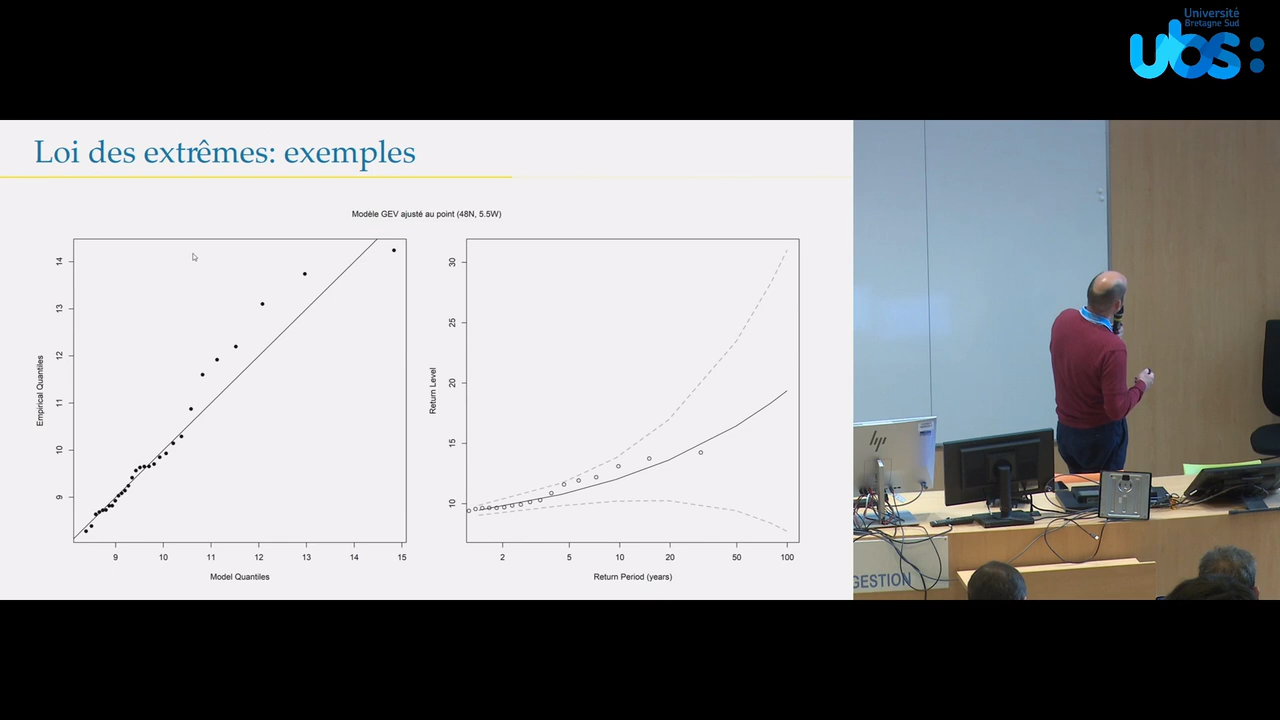 Université
Bretagne Sud
ubs:
Loi des extrêmes: exemples
Modèle GEV ajusté au point (48N, 5.5W)
Empirical Quantiles
14
13
12
11
10
9
9 10 11 12 13 14 15
Model Quantiles
Return Level
30
25
20
15
10
2 5 10 20 50 100
Return Period (years)
hp
GESTION